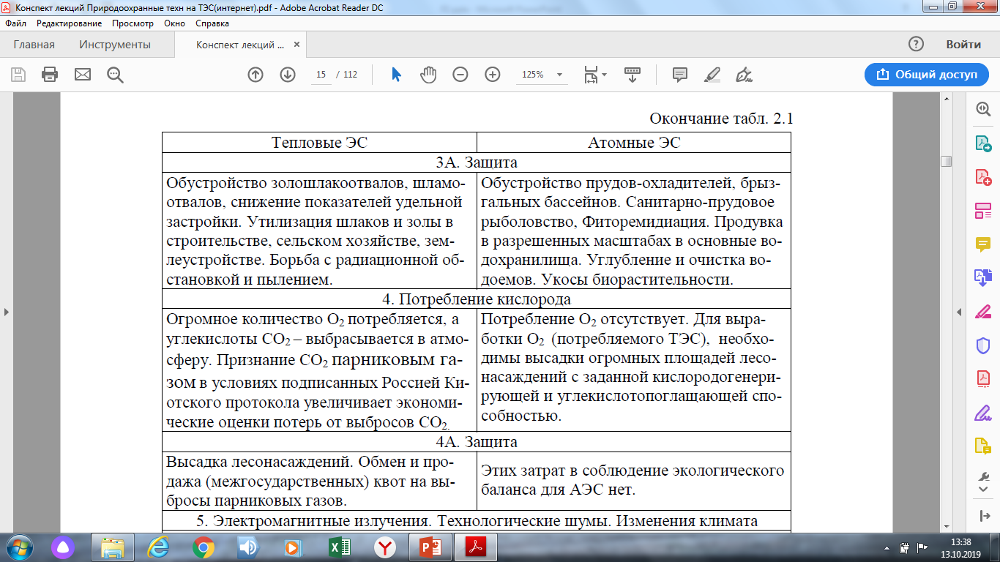 Конспект лекций Природоохранные техн на ТЭС(интернет).pdf - Adobe Acrobat Reader DC
Файл Редактирование Просмотр Окно Справка
Главная Инструменты Конспект лекций ... × Войти
15 / 112 125% Общий доступ
Окончание табл. 2.1
Тепловые ЭС Атомные ЭС
3А. Защита
Обустройство золошлакоотвалов, шламо-
отвалов, снижение показателей удельной
застройки. Утилизация шлаков и золы в
строительстве, сельском хозяйстве, зем-
леустройстве. Борьба с радиационной об-
становкой и пылением.
Обустройство прудов-охладителей, брыз-
гальных бассейнов. Санитарно-прудовое
рыболовство, Фиторемидиация. Продувка
в разрешенных масштабах в основные во-
дохранилища. Углубление и очистка во-
доемов. Укосы биорастительности.
4. Потребление кислорода
Огромное количество О2 потребляется, а
углекислоты СО2 – выбрасывается в атмо-
сферу. Признание СО2 парниковым га-
зом в условиях подписанных Россией Ки-
отского протокола увеличивает экономи-
ческие оценки потерь от выбросов СО2.
Потребление О2 отсутствует. Для выра-
ботки О2 (потребляемого ТЭС), необхо-
димы высадки огромных площадей лесо-
насаждений с заданной кислородогенери-
рующей и углекислотопоглащающей спо-
собностью.
4А. Защита
Высадка лесонасаждений. Обмен и про-
дажа (межгосударственных) квот на вы-
бросы парниковых газов.
Этих затрат в соблюдение экологического
баланса для АЭС нет.
5. Электромагнитные излучения. Технологические шумы. Изменения климата
13:38
13.10.2019